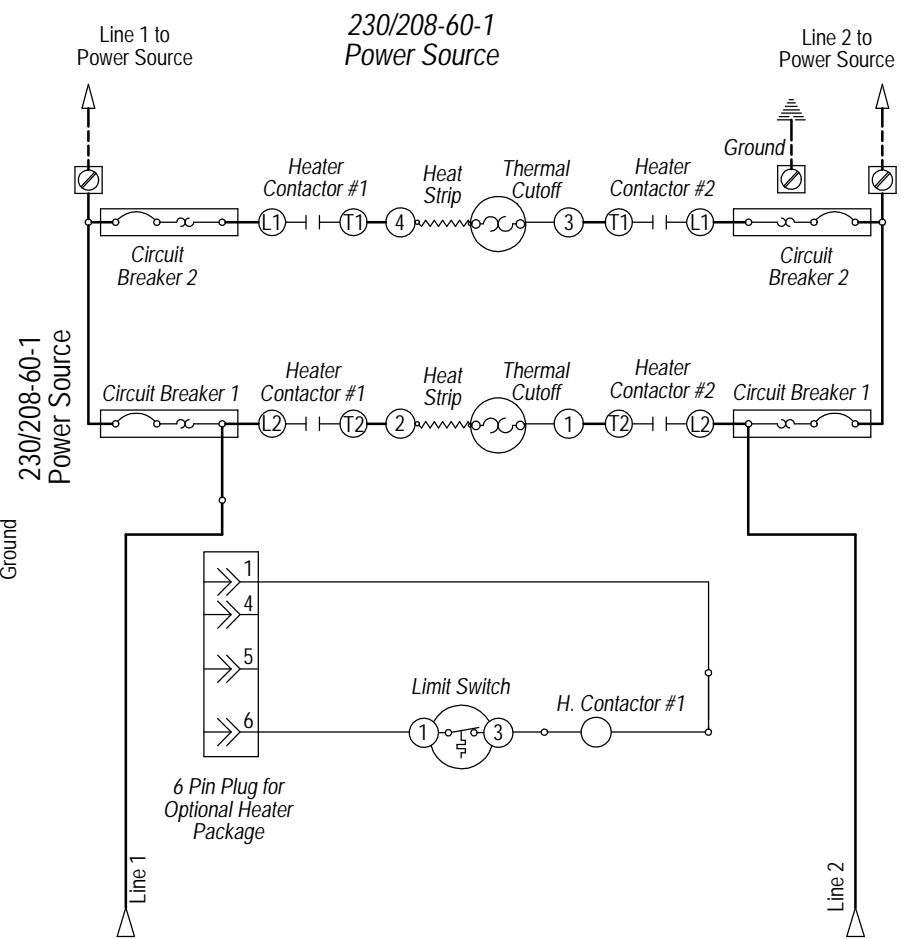 230/208-60-1
Power Source
Line 1 to
Power Source
Line 2 to
Power Source
Ground
Heater
Contactor #1
Heat
Strip
Thermal
Cutoff
Heater
Contactor #2
L1
T1
4
3
T1
L1
Circuit
Breaker 2
Circuit
Breaker 2
230/208-60-1
Power Source
Circuit Breaker 1
Heater
Contactor #1
Heat
Strip
Thermal
Cutoff
Heater
Contactor #2
Circuit Breaker 1
L2
T2
2
1
T2
L2
Ground
1
4
5
6
Limit Switch
H. Contactor #1
1
3
6 Pin Plug for
Optional Heater
Package
Line 1
Line 2